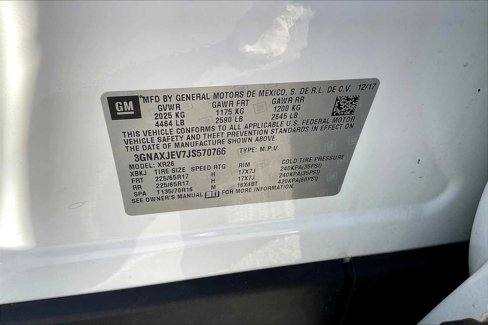 GM MFD BY GENERAL MOTORS DE MEXICO, S. DE R.L. DE C.V. 12/17
GVWR GAWR FRT GAWR RR
2025 KG 1175 KG 1200 KG
4464 LB 2590 LB 2645 LB
THIS VEHICLE CONFORMS TO ALL APPLICABLE U.S. FEDERAL MOTOR
VEHICLE SAFETY AND THEFT PREVENTION STANDARDS IN EFFECT ON
THE DATE OF MANUFACTURE SHOWN ABOVE.
3GNAXJEV7JS570766 TYPE: M.P.V.
MODEL: XR26
XBKJ TIRE SIZE SPEED RTG RIM COLD TIRE PRESSURE
FRT 225/65R17 H 17X7J 240KPA(35PSI)
RR 225/65R17 H 17X7J 240KPA(35PSI)
SPA T135/70R16 M 16X4BT 420KPA(60PSI)
SEE OWNER'S MANUAL FOR MORE INFORMATION.